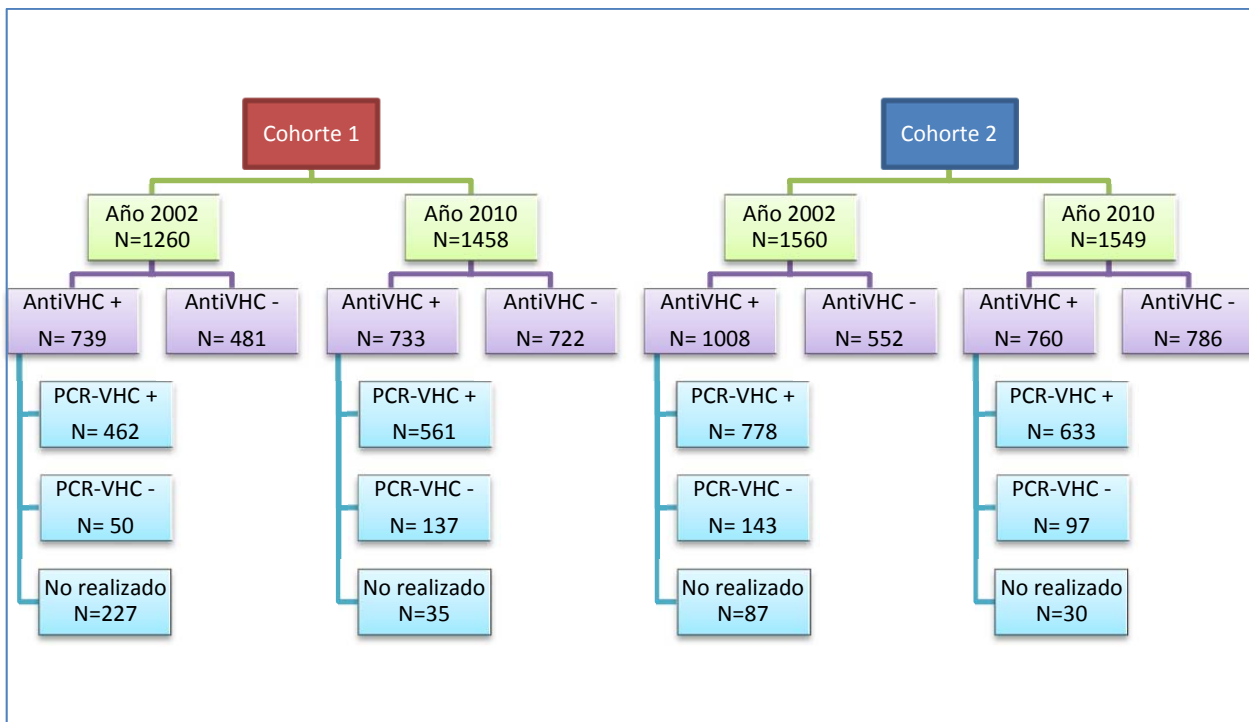 Cohorte 1
Cohorte 2
Año 2002
N=1260
Año 2010
N=1458
Año 2002
N=1560
Año 2010
N=1549
AntiVHC +
N= 739
AntiVHC -
N= 481
AntiVHC +
N= 733
AntiVHC -
N= 722
AntiVHC +
N= 1008
AntiVHC -
N= 552
AntiVHC +
N= 760
AntiVHC -
N= 786
PCR-VHC +
N= 462
PCR-VHC +
N=561
PCR-VHC +
N= 778
PCR-VHC +
N= 633
PCR-VHC -
N= 50
PCR-VHC -
N= 137
PCR-VHC -
N= 143
PCR-VHC -
N= 97
No realizado
N=227
No realizado
N=35
No realizado
N=87
No realizado
N=30